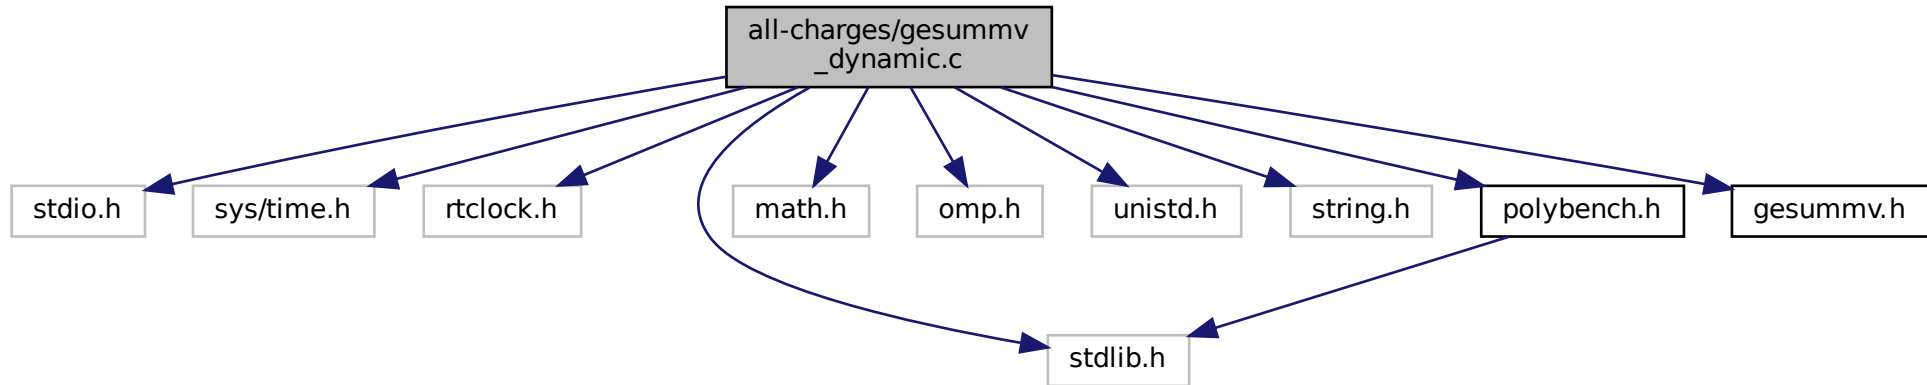 all-charges/gesummv
_dynamic.c
stdio.h
sys/time.h
rtclock.h
math.h
omp.h
unistd.h
string.h
polybench.h
gesummv.h
stdlib.h